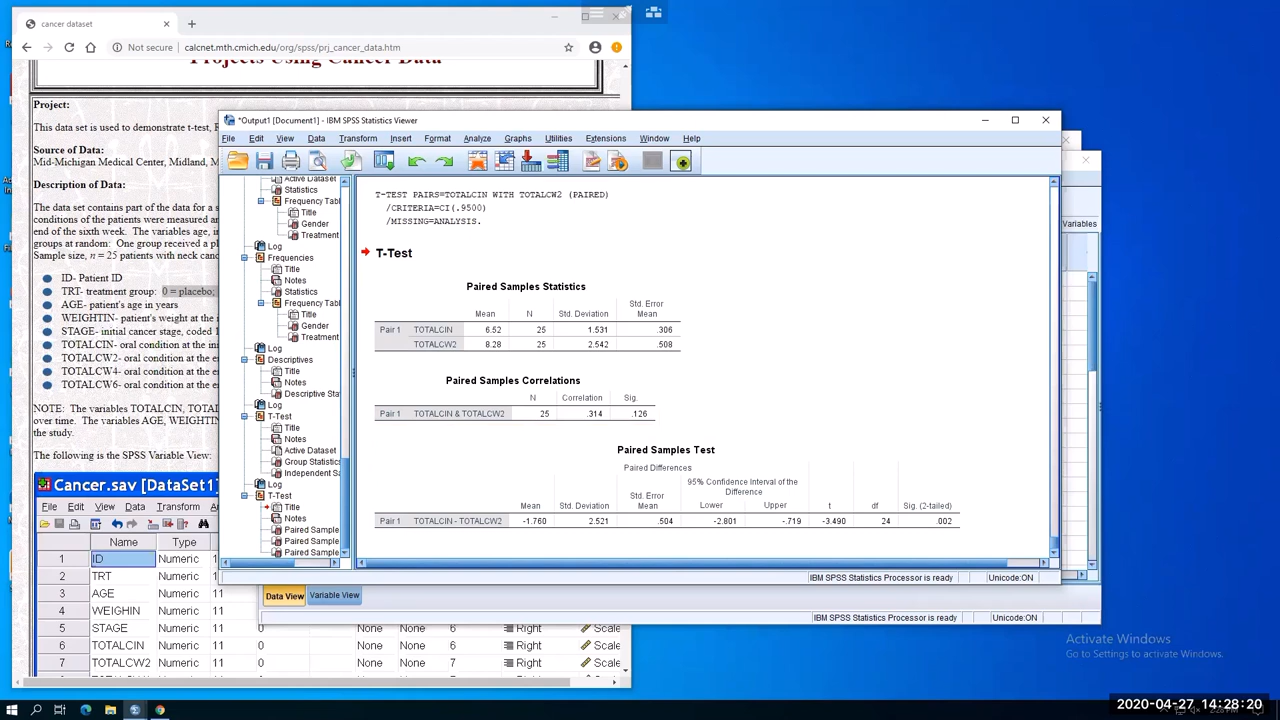 cancer dataset
Not secure
calcnet.mth.cmich.edu/org/spss/prj_cancer_data.htm
Projects Using Cancer Data
Project:
This data set is used to demonstrate t-test,
Source of Data:
Mid-Michigan Medical Center, Midland,
Description of Data:
The data set contains part of the data for a
conditions of the patients were measured
end of the sixth week. The variables age,
groups at random: One group received a
Sample size, n = 25 patients with neck
ID- Patient ID
TRT- treatment group: 0 = placebo;
AGE- patient's age in years
WEIGHTIN- patient's weight at the
STAGE- initial cancer stage, coded
TOTALCIN- oral condition at the
TOTALCW2- oral condition at the
TOTALCW4- oral condition at the
TOTALCW6- oral condition at the
NOTE: The variables TOTALCIN,
over time. The variables AGE,
the study.
The following is the SPSS Variable View:
Cancer.sav [DataSet1]
File Edit View Data Transform
Name Type
1 ID Numeric 1
2 TRT Numeric 1
3 AGE Numeric 11
4 WEIGHIN Numeric 11
5 STAGE Numeric 11 0 None None 6 Right Scale
6 TOTALCIN Numeric 11 0 None None 6 Right Scale
7 TOTALCW2 Numeric 11 0 None None 7 Right Scale
*Output1 [Document1] - IBM SPSS Statistics Viewer
File Edit View Data Transform Insert Format Analyze Graphs Utilities Extensions Window Help
Active Dataset
Statistics
Frequency Tabl
Title
Gender
Treatment
Log
Frequencies
Title
Notes
Statistics
Frequency Tabl
Title
Gender
Treatment
Log
Descriptives
Title
Notes
Descriptive Sta
Log
T-Test
Title
Notes
Active Dataset
Group Statistics
Independent Sa
Log
T-Test
Title
Notes
Paired Sample
Paired Sample
Paired Sample
T-TEST PAIRS=TOTALCIN WITH TOTALCW2 (PAIRED)
/CRITERIA=CI(.9500)
/MISSING=ANALYSIS.
T-Test
Paired Samples Statistics
Mean N Std. Deviation Std. Error Mean
Pair 1 TOTALCIN 6.52 25 1.531 .306
TOTALCW2 8.28 25 2.542 .508
Paired Samples Correlations
N Correlation Sig.
Pair 1 TOTALCIN & TOTALCW2 25 .314 .126
Paired Samples Test
Paired Differences
95% Confidence Interval of the Difference
Mean Std. Deviation Std. Error Mean Lower Upper t df Sig. (2-tailed)
Pair 1 TOTALCIN - TOTALCW2 -1.760 2.521 .504 -2.801 -.719 -3.490 24 .002
IBM SPSS Statistics Processor is ready Unicode:ON
Variables
Data View Variable View
IBM SPSS Statistics Processor is ready Unicode:ON
Activate Windows
Go to Settings to activate Windows.
2020-04-27 14:28:20